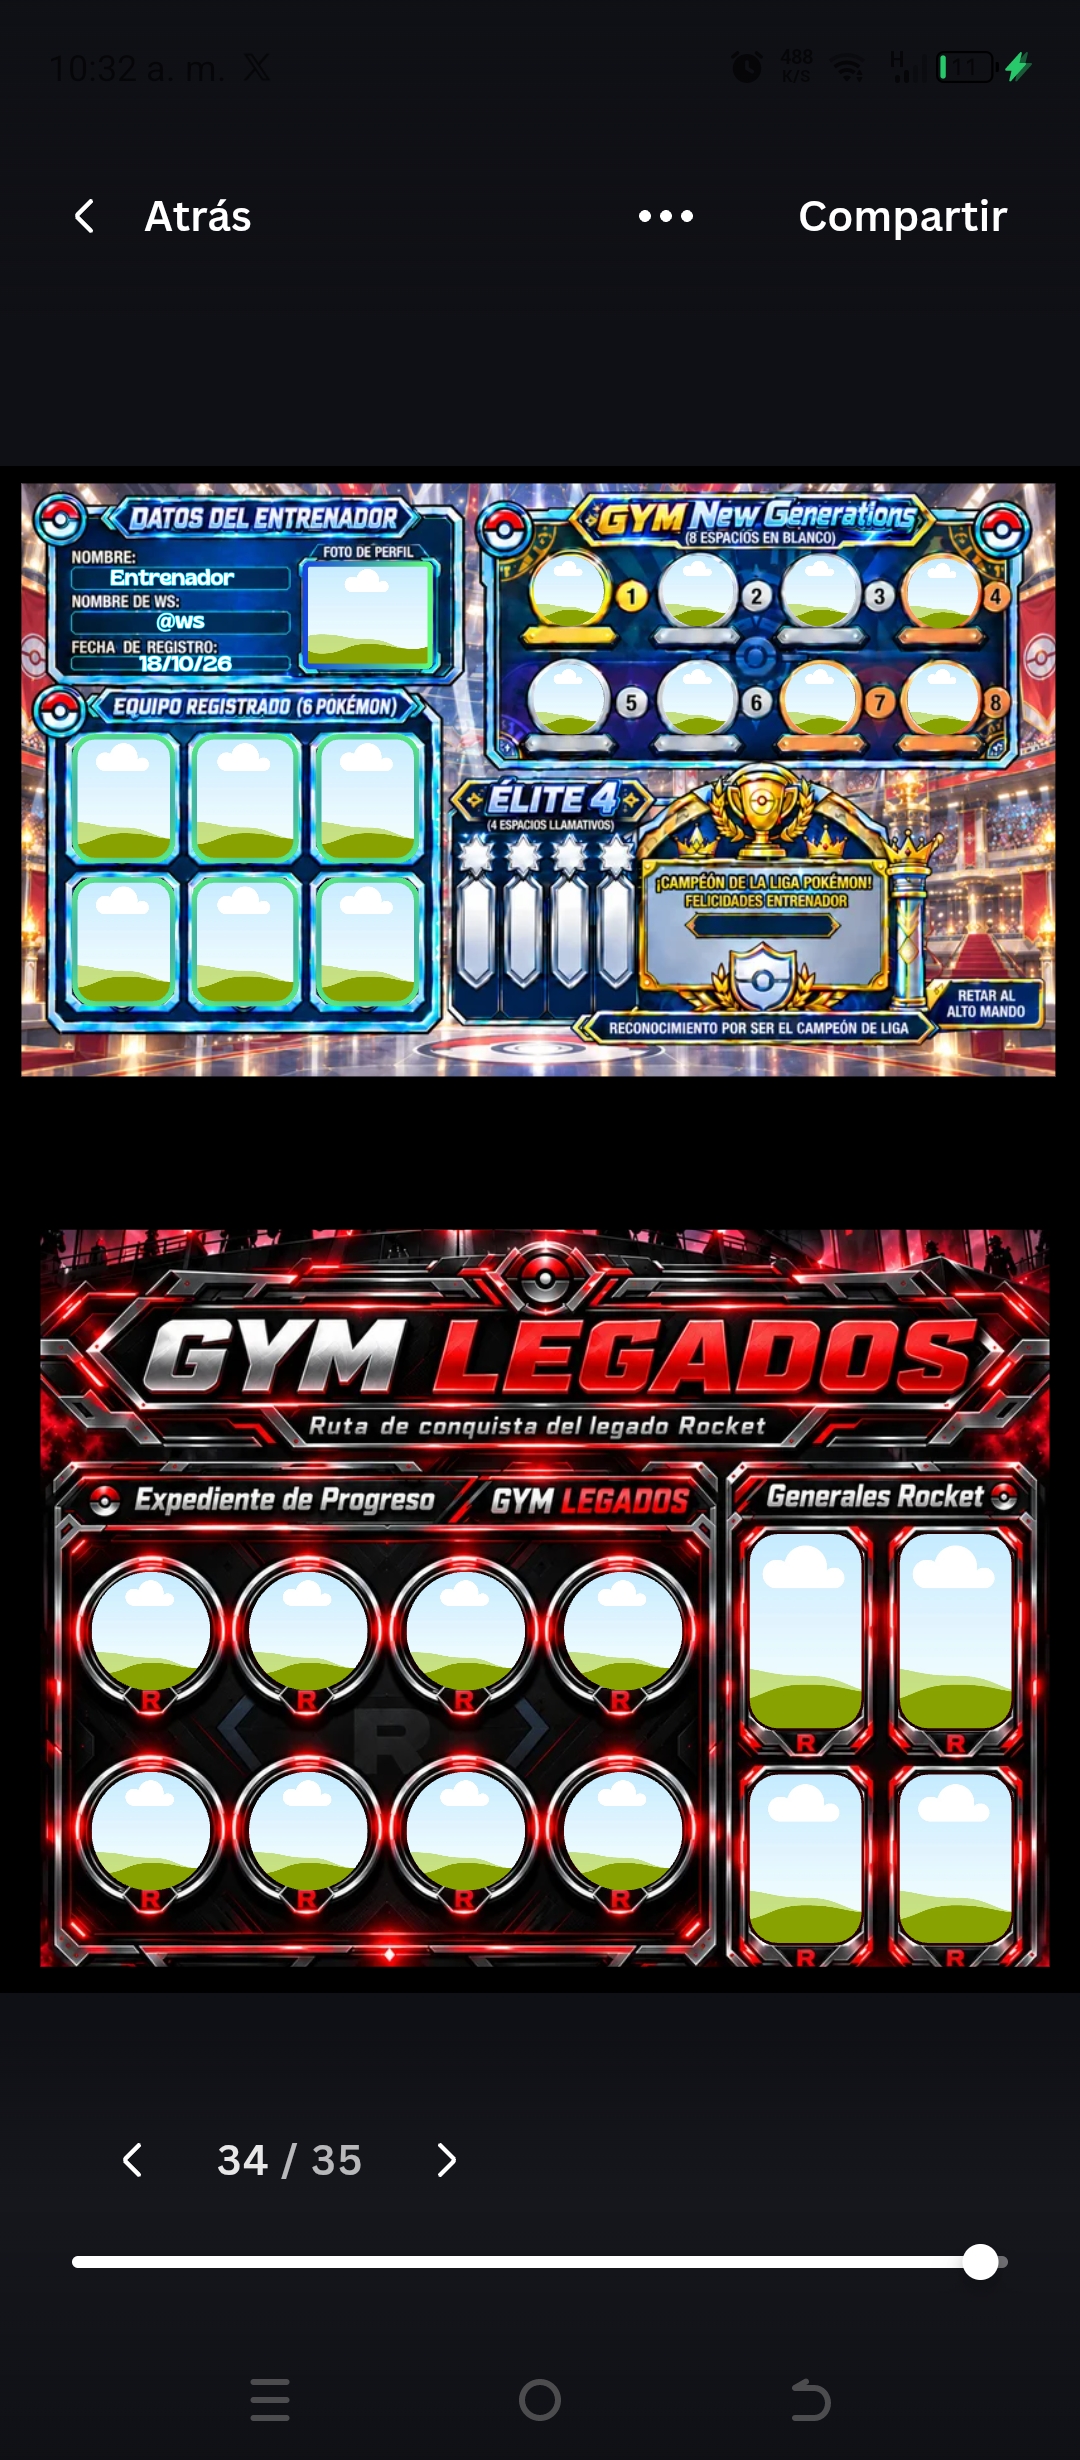 10:32 a. m.
488
K/S
H
11
Atrás
Compartir
DATOS DEL ENTRENADOR
NOMBRE:
Entrenador
NOMBRE DE WS:
@ws
FECHA DE REGISTRO:
18/10/26
FOTO DE PERFIL
EQUIPO REGISTRADO (6 POKÉMON)
GYM New Generations
(8 ESPACIOS EN BLANCO)
1
2
3
4
5
6
7
8
ÉLITE 4
(4 ESPACIOS LLAMATIVOS)
¡CAMPEÓN DE LA LIGA POKÉMON!
FELICIDADES ENTRENADOR
RETAR AL
ALTO MANDO
RECONOCIMIENTO POR SER EL CAMPEÓN DE LIGA
GYM LEGADOS
Ruta de conquista del legado Rocket
Expediente de Progreso
GYM LEGADOS
Generales Rocket
R
R
R
R
R
R
R
R
R
R
R
R
R
34 / 35